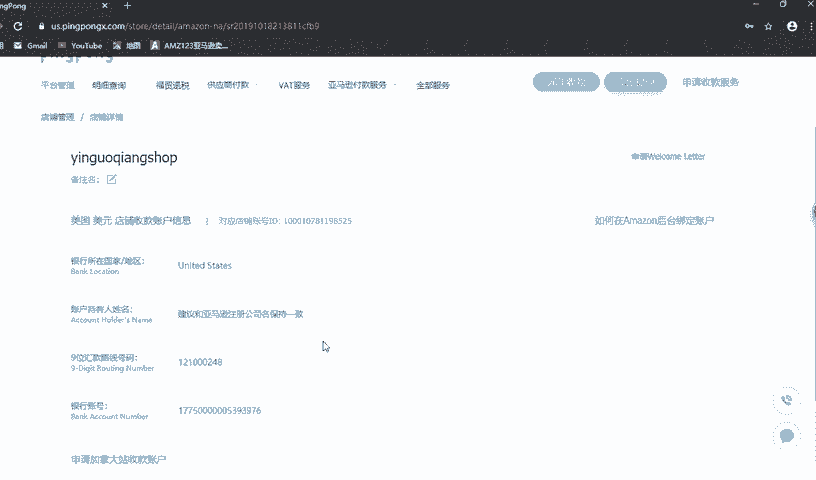 ngPong
us.pingpongx.com/store/detail/amazon-na/sr20191018213811cfb9
Gmail YouTube 地图 AMZ123亚马逊卖...
平台管理 明细查询 福贸退税 供应商付款 VAT服务 亚马逊付款服务 全部服务 申请收款服务
店铺管理 / 店铺详情
yinguoqiangshop 申请Welcome Letter
备注名:
美国 美元 店铺收款账户信息 | 对应店铺账号ID: 100010781198525 如何在Amazon后台绑定账户
银行所在国家/地区: United States
Bank Location
账户持有人姓名: 建议和亚马逊注册公司名保持一致
Account Holder's Name
9位汇款路线号码: 121000248
9-Digit Routing Number
银行账号: 17750000005393976
Bank Account Number
申请加拿大站收款账户